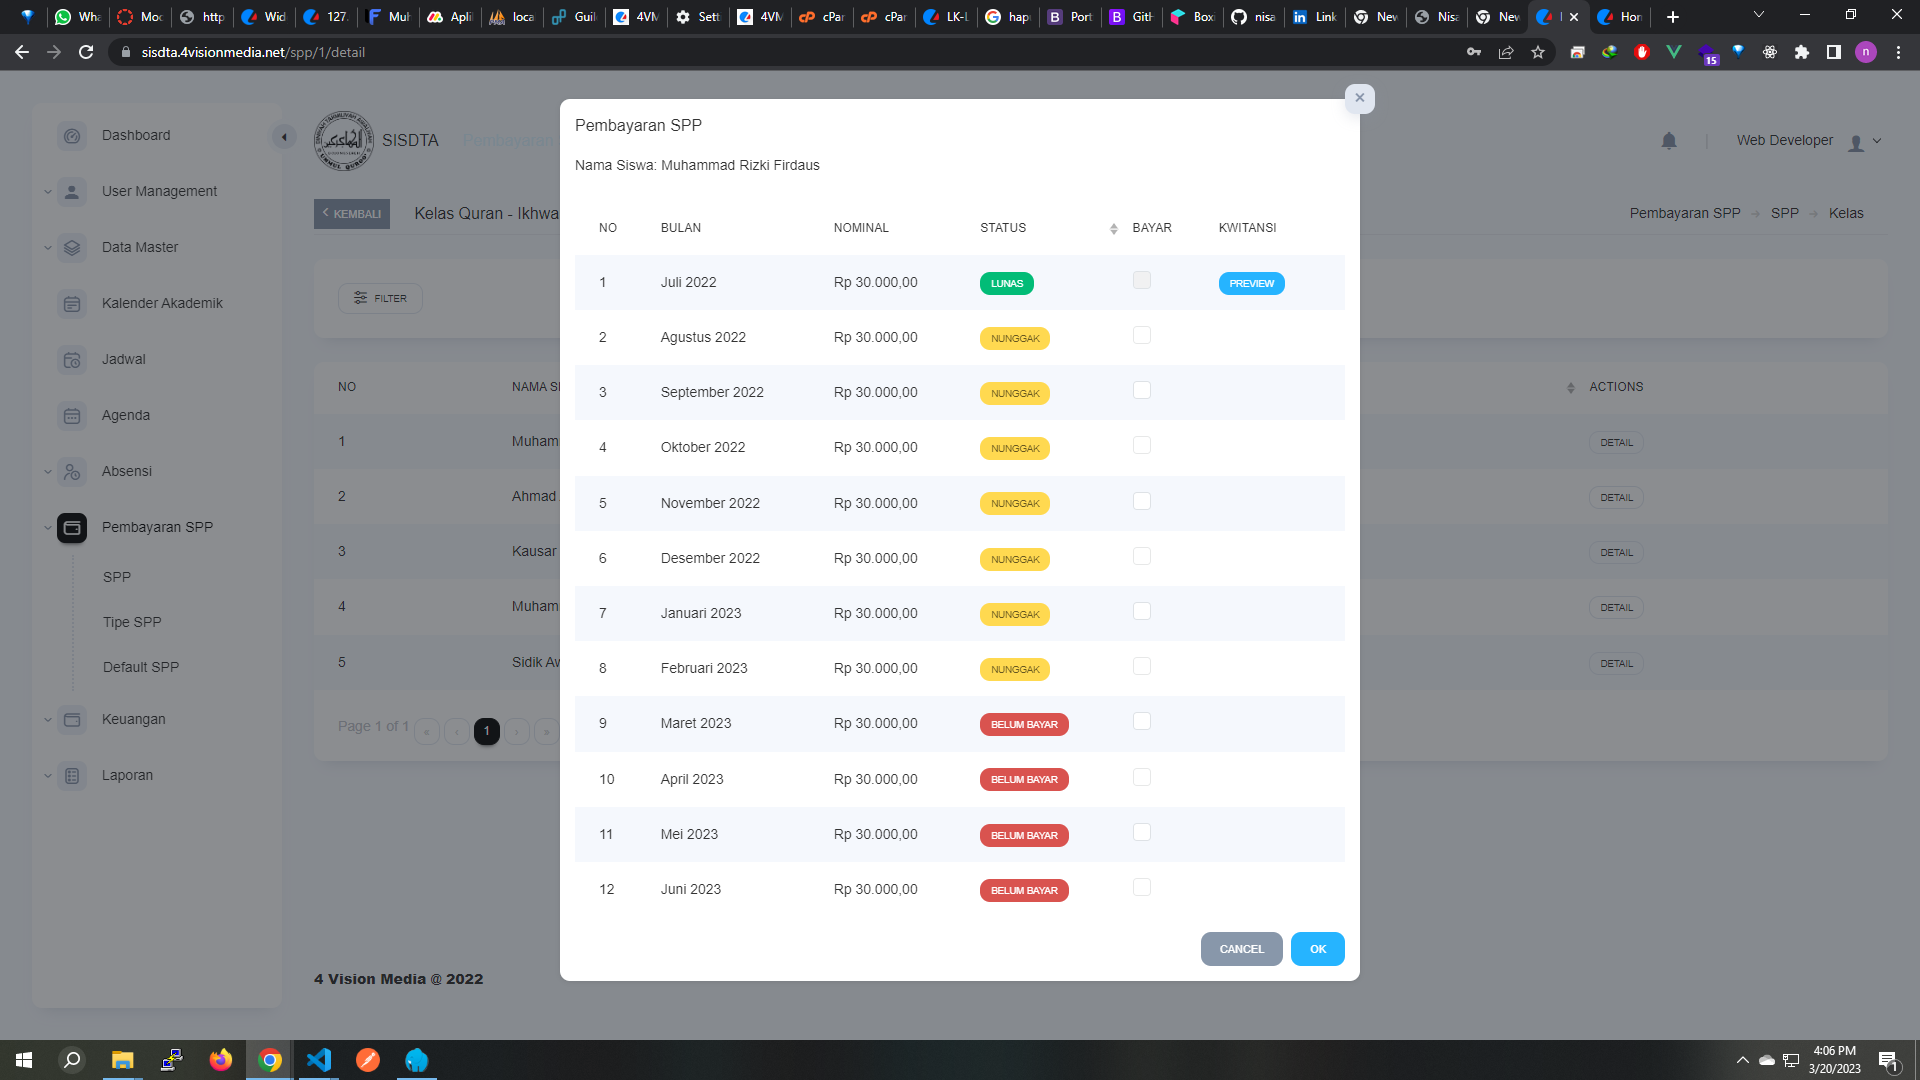 Wha
Moc
http
Wid
127.
Muh
Apli
loca
Guid
4VM
Sett
4VM
cPar
cPar
LK-L
hapu
Port
GitH
Boxi
nisa
Link
New
Nisa
New
Hon
sisdta.4visionmedia.net/spp/1/detail
15
n
Dashboard
User Management
Data Master
Kalender Akademik
Jadwal
Agenda
Absensi
Pembayaran SPP
SPP
Tipe SPP
Default SPP
Keuangan
Laporan
SISDTA
Pembayaran
Web Developer
KEMBALI
Kelas Quran - Ikhwa
Pembayaran SPP
SPP
Kelas
FILTER
NO NAMA SI ACTIONS
1 Muham DETAIL
2 Ahmad DETAIL
3 Kausar DETAIL
4 Muham DETAIL
5 Sidik Aw DETAIL
Page 1 of 1 « ‹ 1 › »
4 Vision Media @ 2022
Pembayaran SPP
Nama Siswa: Muhammad Rizki Firdaus
NO BULAN NOMINAL STATUS BAYAR KWITANSI
1 Juli 2022 Rp 30.000,00 LUNAS PREVIEW
2 Agustus 2022 Rp 30.000,00 NUNGGAK
3 September 2022 Rp 30.000,00 NUNGGAK
4 Oktober 2022 Rp 30.000,00 NUNGGAK
5 November 2022 Rp 30.000,00 NUNGGAK
6 Desember 2022 Rp 30.000,00 NUNGGAK
7 Januari 2023 Rp 30.000,00 NUNGGAK
8 Februari 2023 Rp 30.000,00 NUNGGAK
9 Maret 2023 Rp 30.000,00 BELUM BAYAR
10 April 2023 Rp 30.000,00 BELUM BAYAR
11 Mei 2023 Rp 30.000,00 BELUM BAYAR
12 Juni 2023 Rp 30.000,00 BELUM BAYAR
CANCEL
OK
4:06 PM
3/20/2023
1